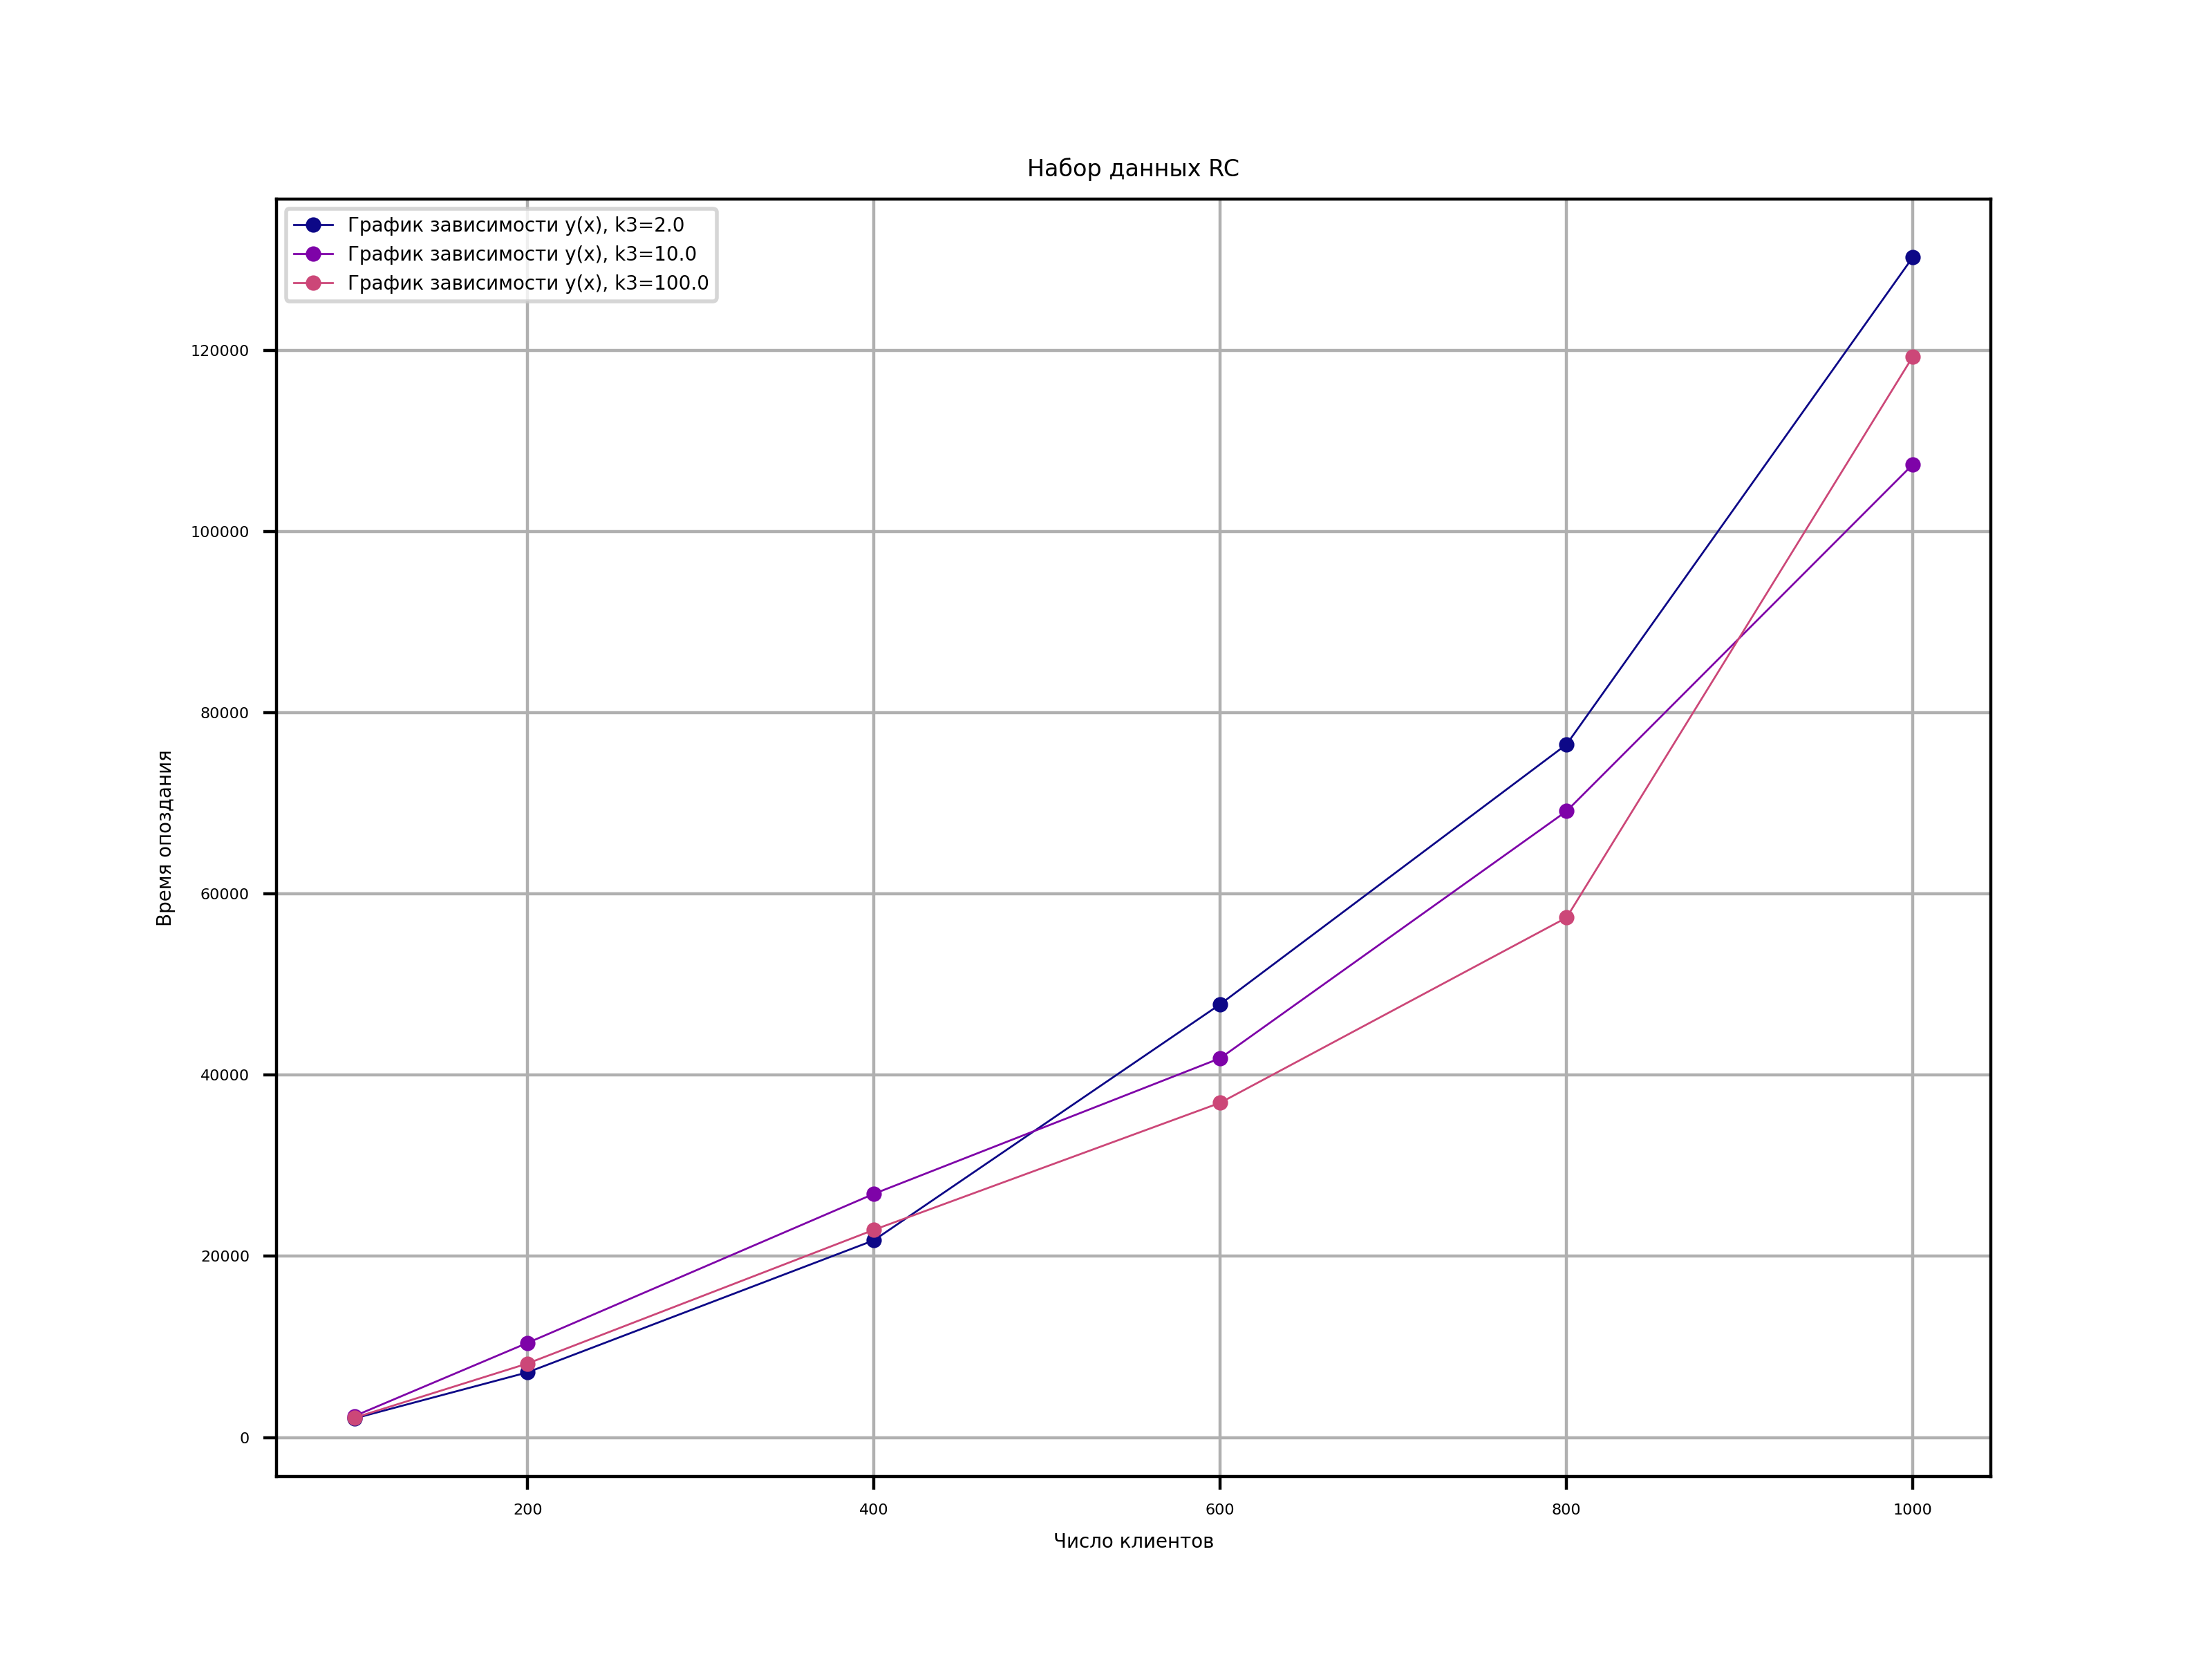 Набор данных RC
График зависимости y(x), k3=2.0
График зависимости y(x), k3=10.0
График зависимости y(x), k3=100.0
120000
100000
80000
60000
40000
20000
0
Время опоздания
200 400 600 800 1000
Число клиентов